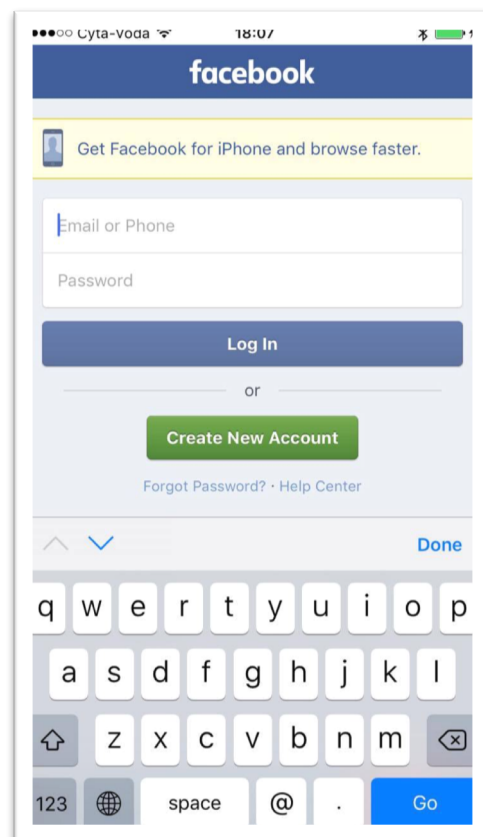 ●●●○○ Cyta-Voda 18:07
facebook
Get Facebook for iPhone and browse faster.
Email or Phone
Password
Log In
or
Create New Account
Forgot Password? · Help Center
Done
q w e r t y u i o p
a s d f g h j k l
z x c v b n m
123 space @ . Go